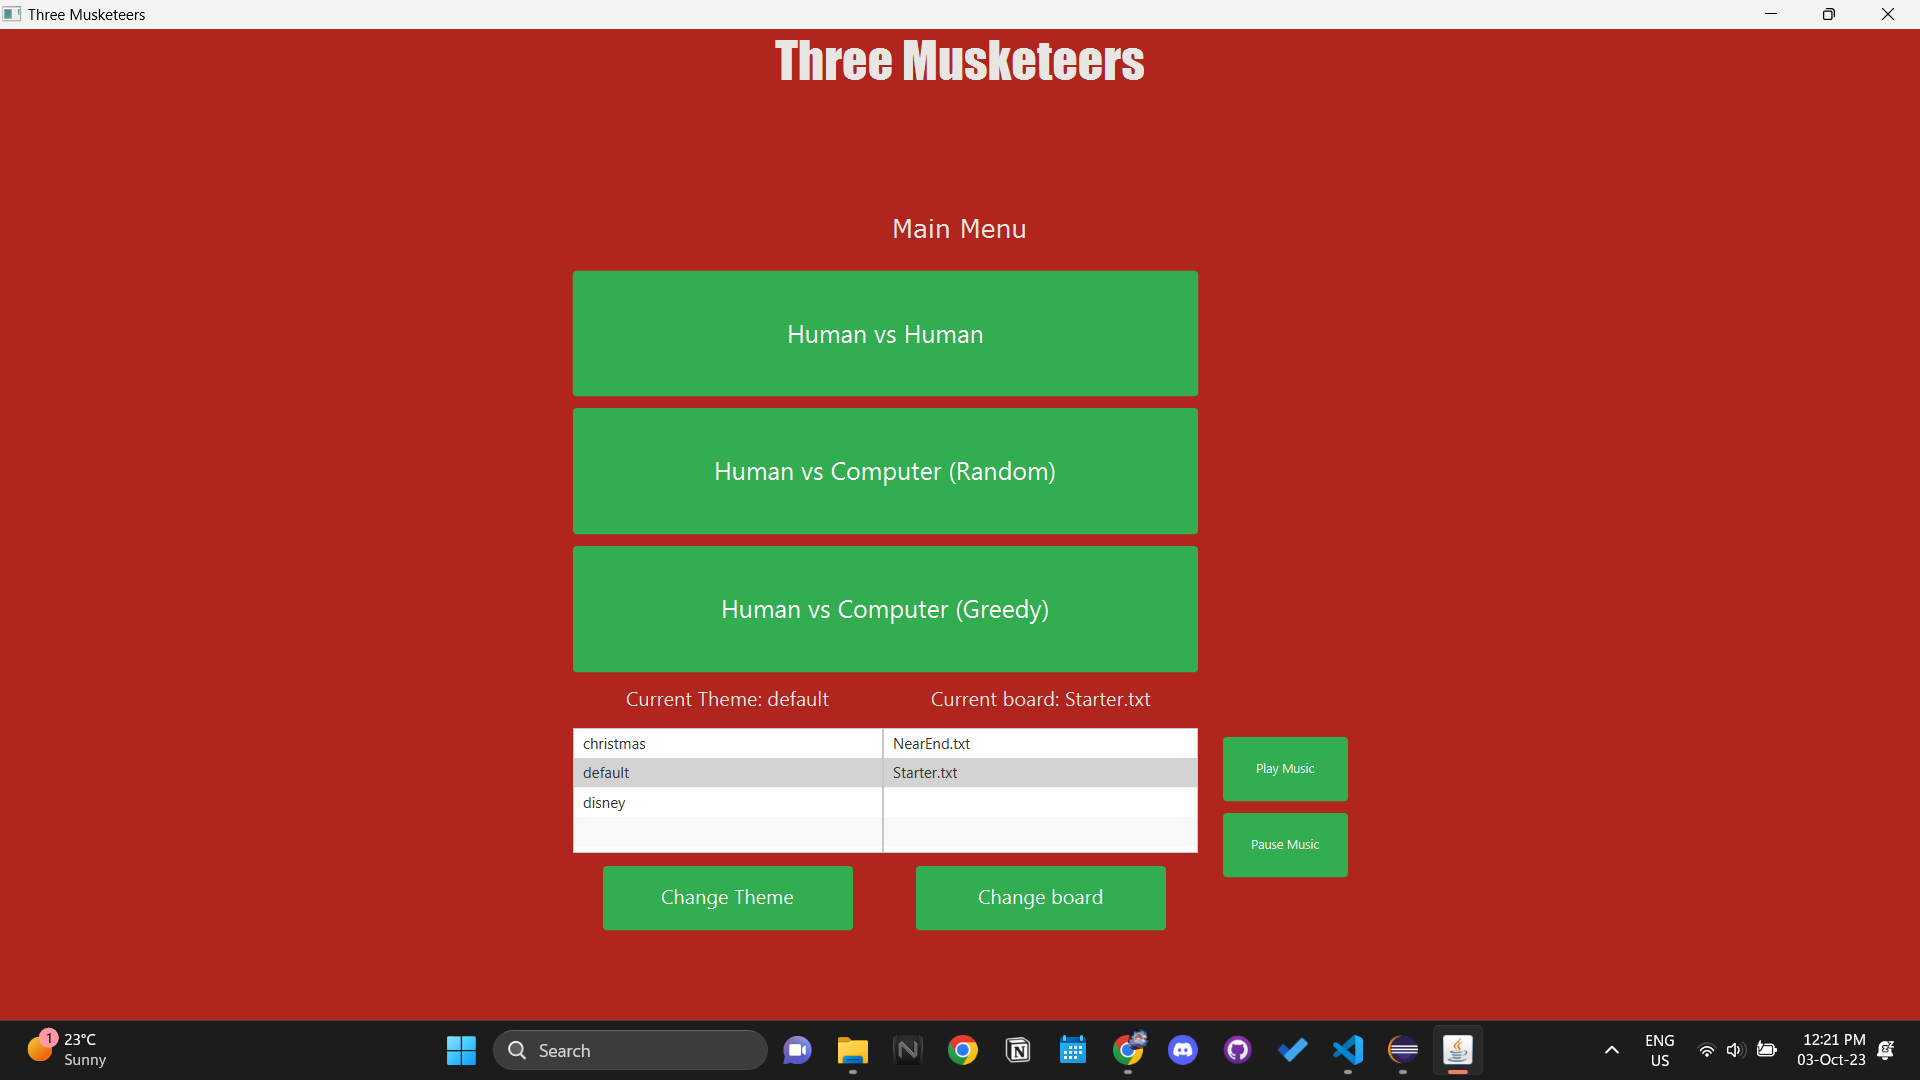 Three Musketeers
Three Musketeers
Main Menu
Human vs Human
Human vs Computer (Random)
Human vs Computer (Greedy)
Current Theme: default
Current board: Starter.txt
christmas
NearEnd.txt
default
Starter.txt
disney
Play Music
Pause Music
Change Theme
Change board
1
23°C
Sunny
Search
ENG
US
12:21 PM
03-Oct-23